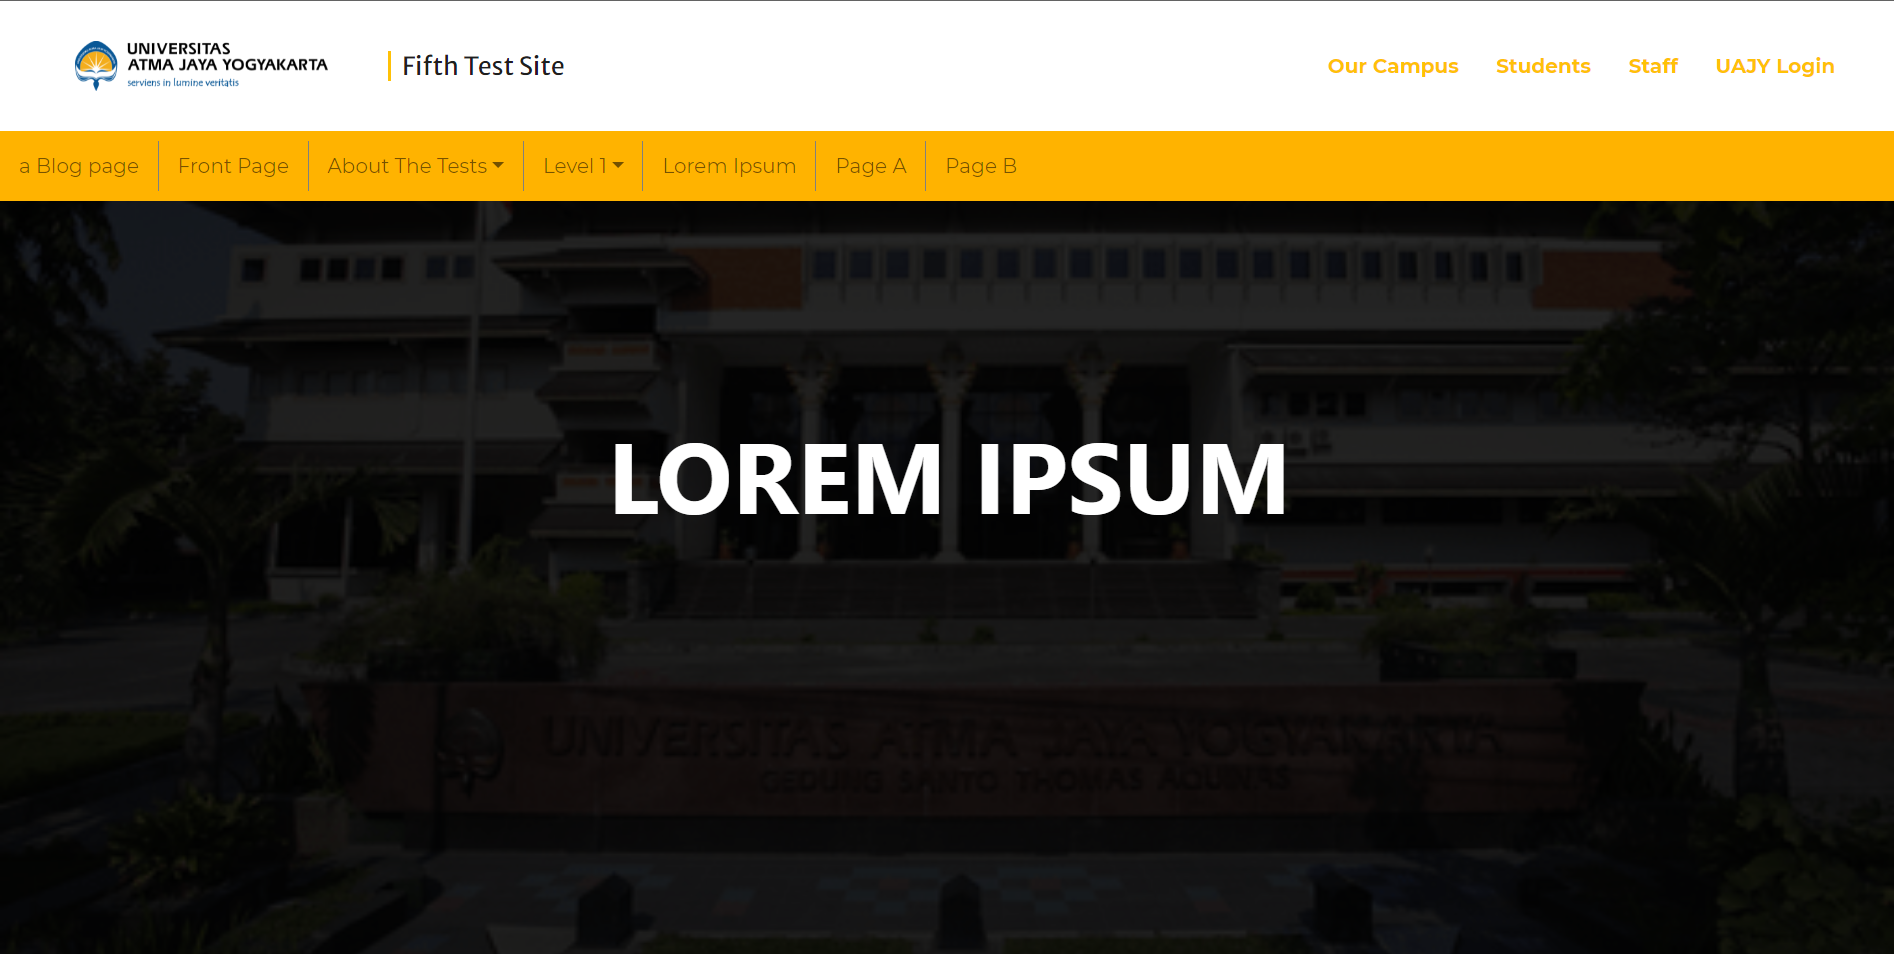 UNIVERSITAS
ATMA JAYA YOGYAKARTA
serviens in lumine veritatis
Fifth Test Site
Our Campus Students Staff UAJY Login
a Blog page Front Page About The Tests Level 1 Lorem Ipsum Page A Page B
LOREM IPSUM
UNIVERSITAS ATMA JAYA YOGYAKARTA
GEDUNG SANTO THOMAS AQUINAS